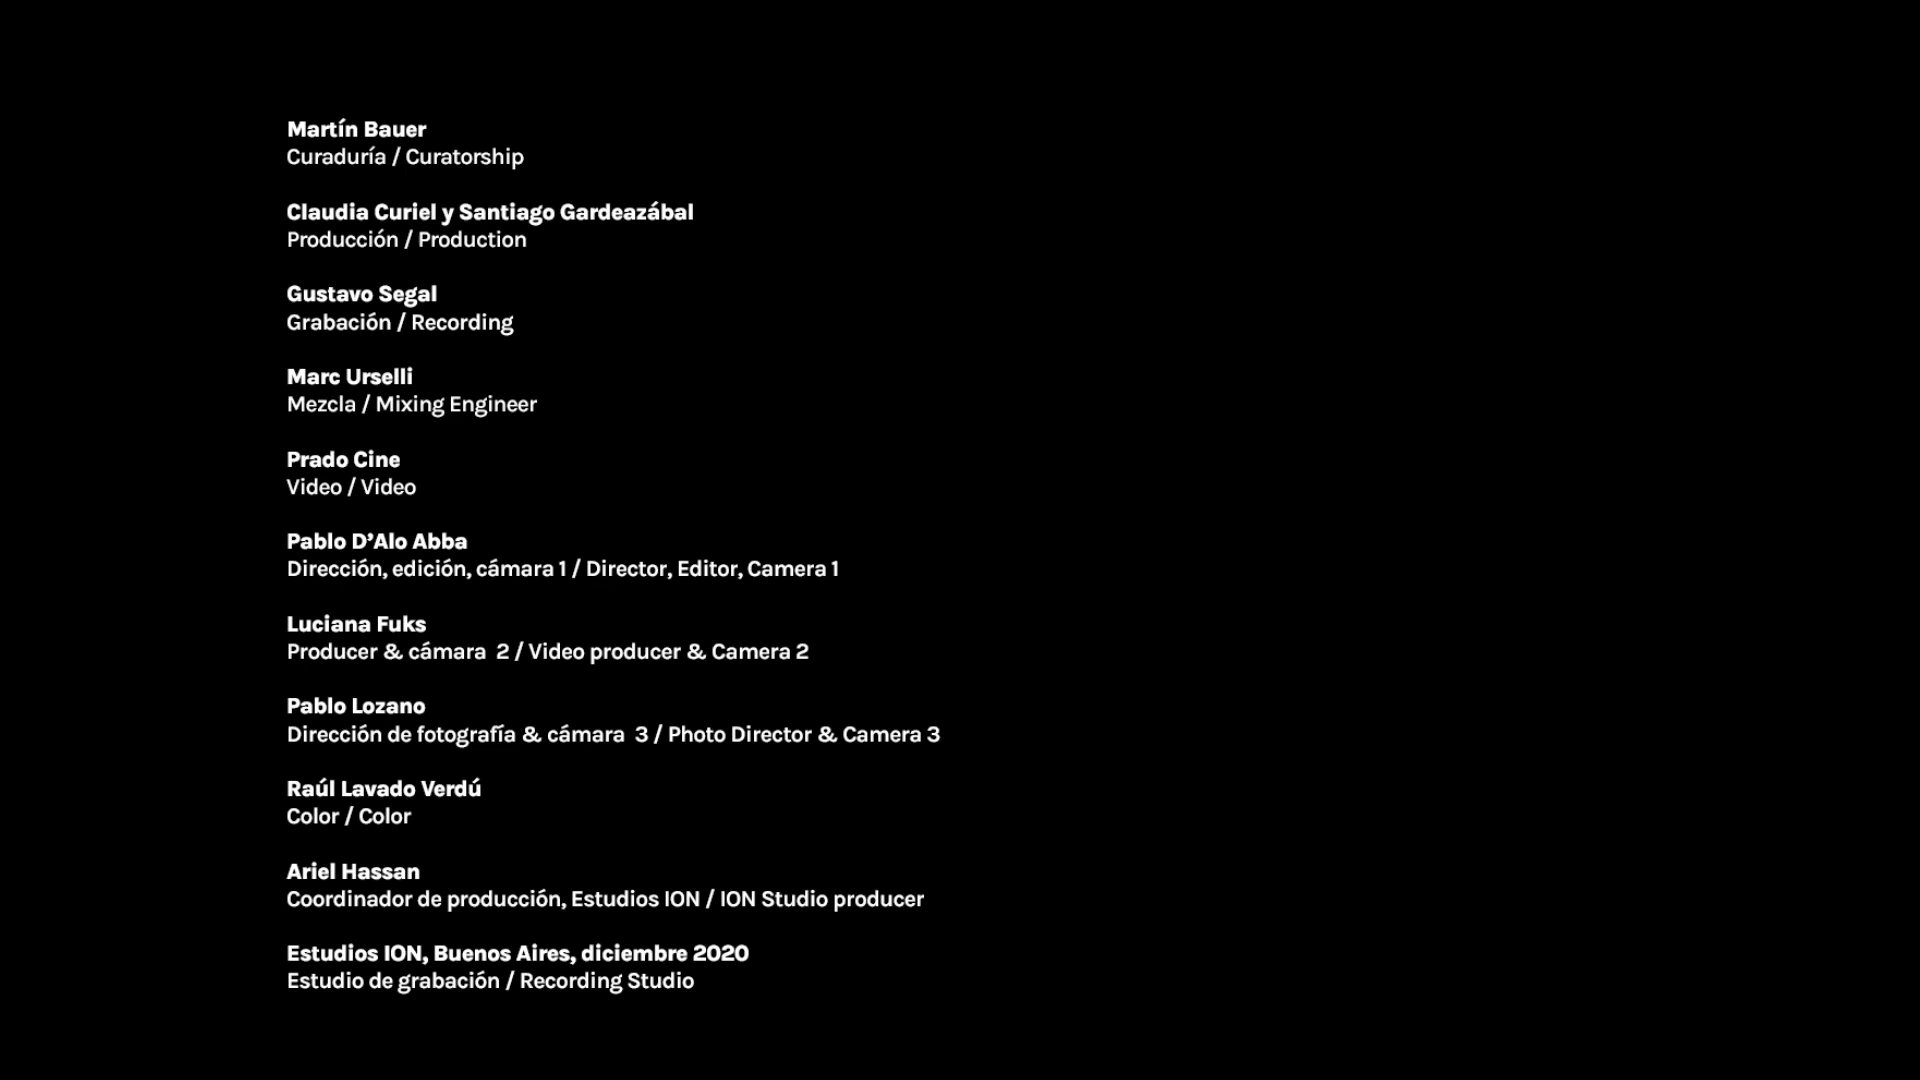 Martín Bauer
Curaduría / Curatorship
Claudia Curiel y Santiago Gardeazábal
Producción / Production
Gustavo Segal
Grabación / Recording
Marc Urselli
Mezcla / Mixing Engineer
Prado Cine
Video / Video
Pablo D’Alo Abba
Dirección, edición, cámara 1 / Director, Editor, Camera 1
Luciana Fuks
Producer & cámara  2 / Video producer & Camera 2
Pablo Lozano
Dirección de fotografía & cámara  3 / Photo Director & Camera 3
Raúl Lavado Verdú
Color / Color
Ariel Hassan
Coordinador de producción, Estudios ION / ION Studio producer
Estudios ION, Buenos Aires, diciembre 2020
Estudio de grabación / Recording Studio